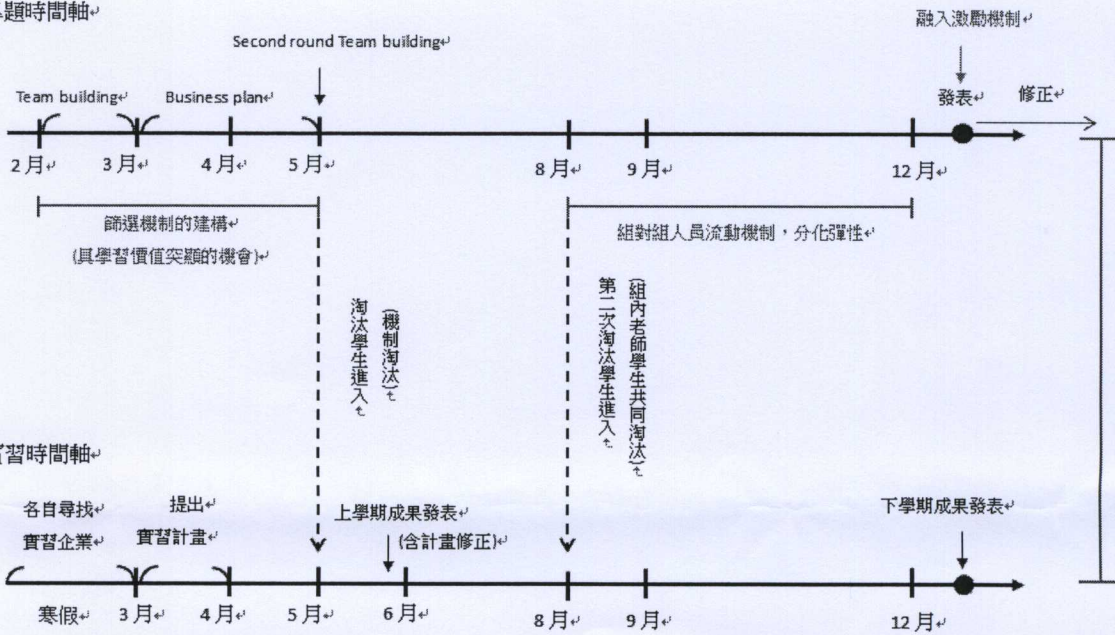 題時間軸
融入激勵機制
Second round Team building
Team building
Business plan
發表
修正
2月
3月
4月
5月
8月
9月
12月
篩選機制的建構
(具學習價值突顯的機會)
組對組人員流動機制，分化彈性
(機制淘汰)
淘汰學生進入
(組內老師學生共同淘汰)
第二次淘汰學生進入
習時間軸
各自尋找
實習企業
提出
實習計畫
上學期成果發表
(含計畫修正)
下學期成果發表
寒假
3月
4月
5月
6月
8月
9月
12月